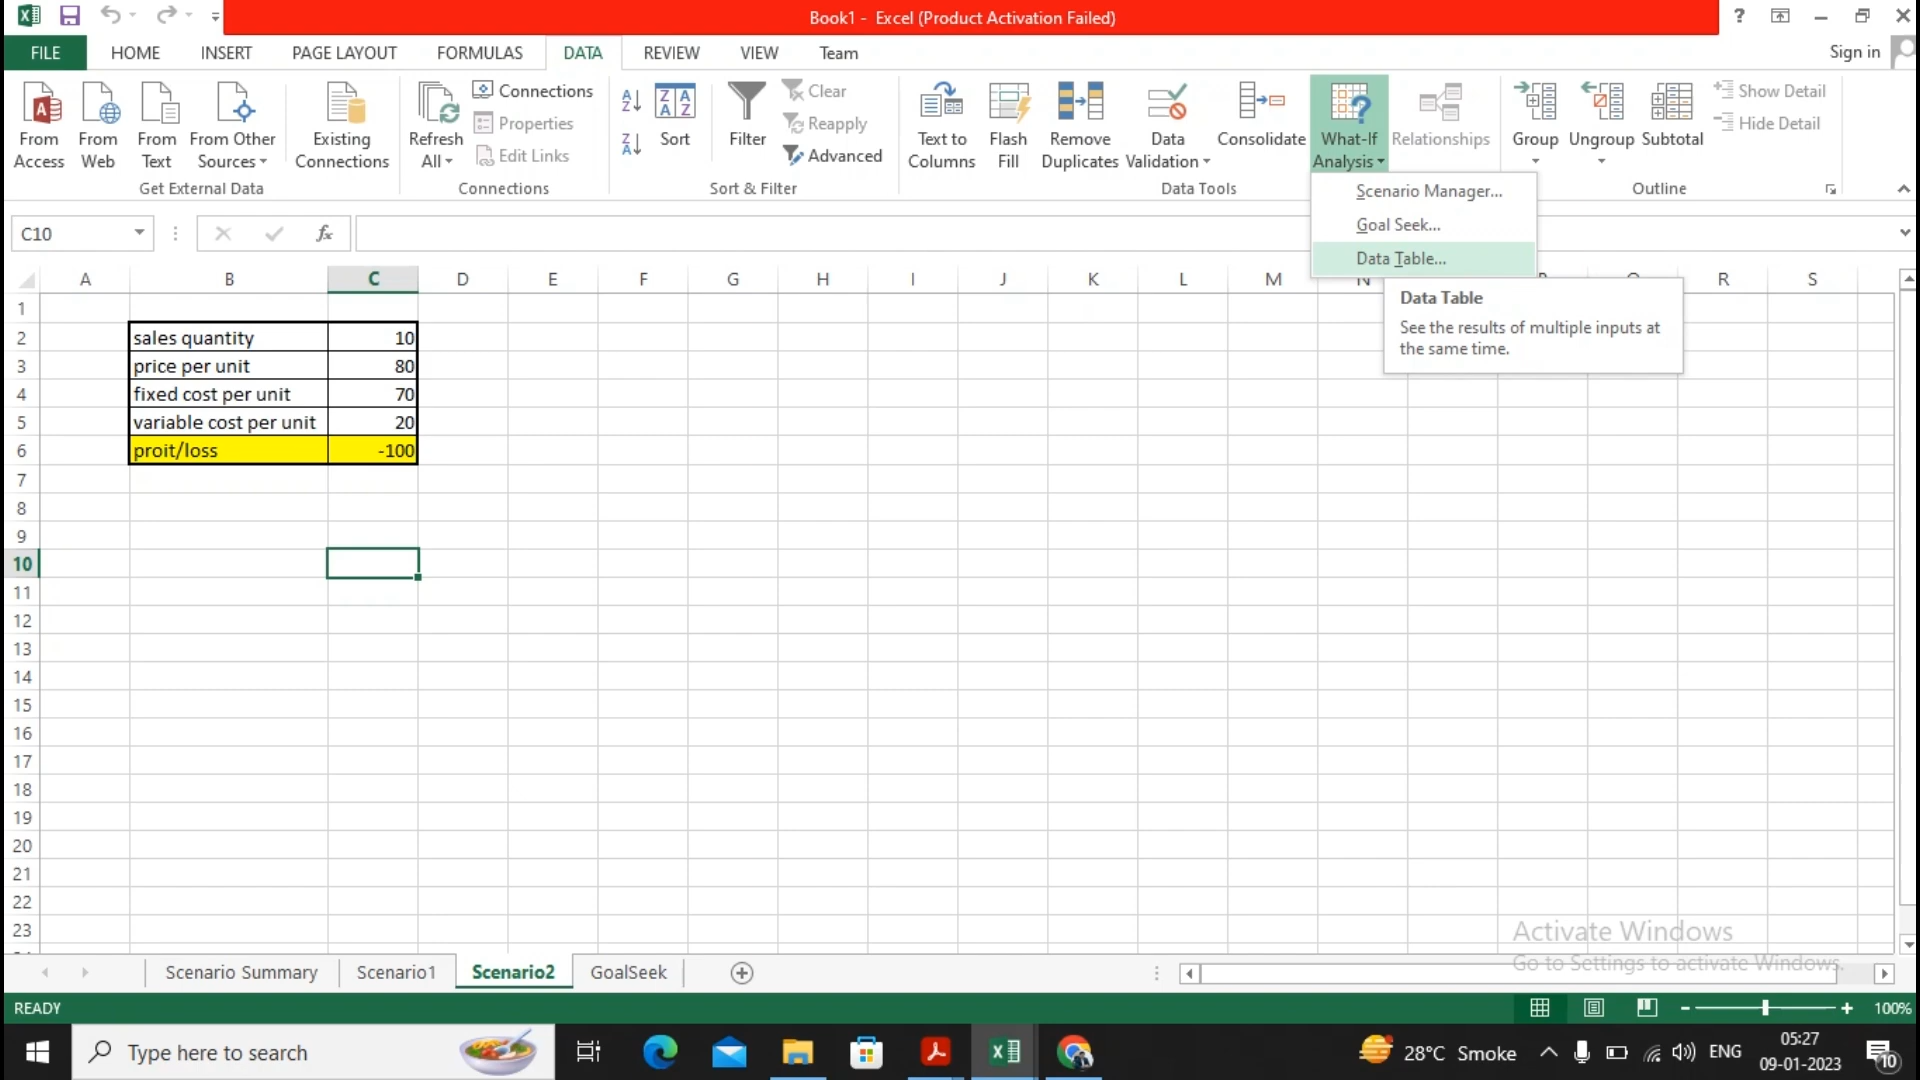 Book1 - Excel (Product Activation Failed)
?
FILE HOME INSERT PAGE LAYOUT FORMULAS DATA REVIEW VIEW Team
Sign in
From Access
From Web
From Text
From Other Sources
Existing Connections
Get External Data
Refresh All
Connections
Properties
Edit Links
Connections
Sort
Filter
Clear
Reapply
Advanced
Sort & Filter
Text to Columns
Flash Fill
Remove Duplicates
Data Validation
Consolidate
What-If Analysis
Relationships
Data Tools
Group
Ungroup
Subtotal
Show Detail
Hide Detail
Outline
Scenario Manager...
Goal Seek...
Data Table...
Data Table
See the results of multiple inputs at
the same time.
C10
fx
A B C D E F G H I J K L M N R S
1
2 sales quantity 10
3 price per unit 80
4 fixed cost per unit 70
5 variable cost per unit 20
6 proit/loss -100
7
8
9
10
11
12
13
14
15
16
17
18
19
20
21
22
23
Activate Windows
Go to Settings to activate Windows.
Scenario Summary Scenario1 Scenario2 GoalSeek
READY
100%
Type here to search
28°C Smoke
ENG
05:27
09-01-2023
10